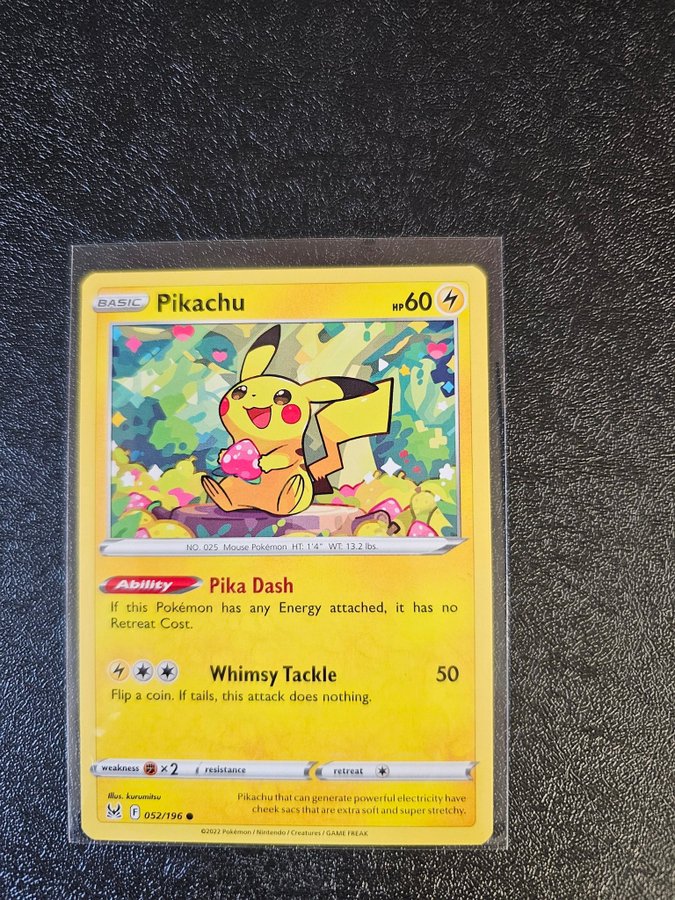 BASIC Pikachu HP 60
NO. 025 Mouse Pokémon HT: 1'4" WT: 13.2 lbs.
Ability Pika Dash
If this Pokémon has any Energy attached, it has no
Retreat Cost.
Whimsy Tackle 50
Flip a coin. If tails, this attack does nothing.
weakness ×2 resistance retreat
Illus. kurumitsu
Pikachu that can generate powerful electricity have
cheek sacs that are extra soft and super stretchy.
F 052/196
©2022 Pokémon / Nintendo / Creatures / GAME FREAK